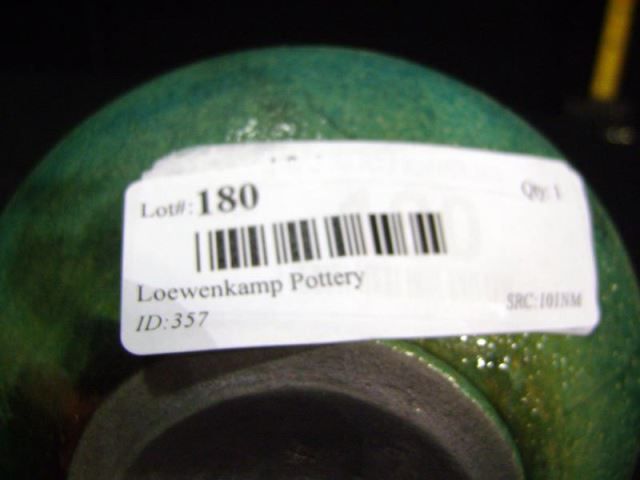 Lot#:180 Qty: 1
Loewenkamp Pottery
ID:357 SRC:101NM